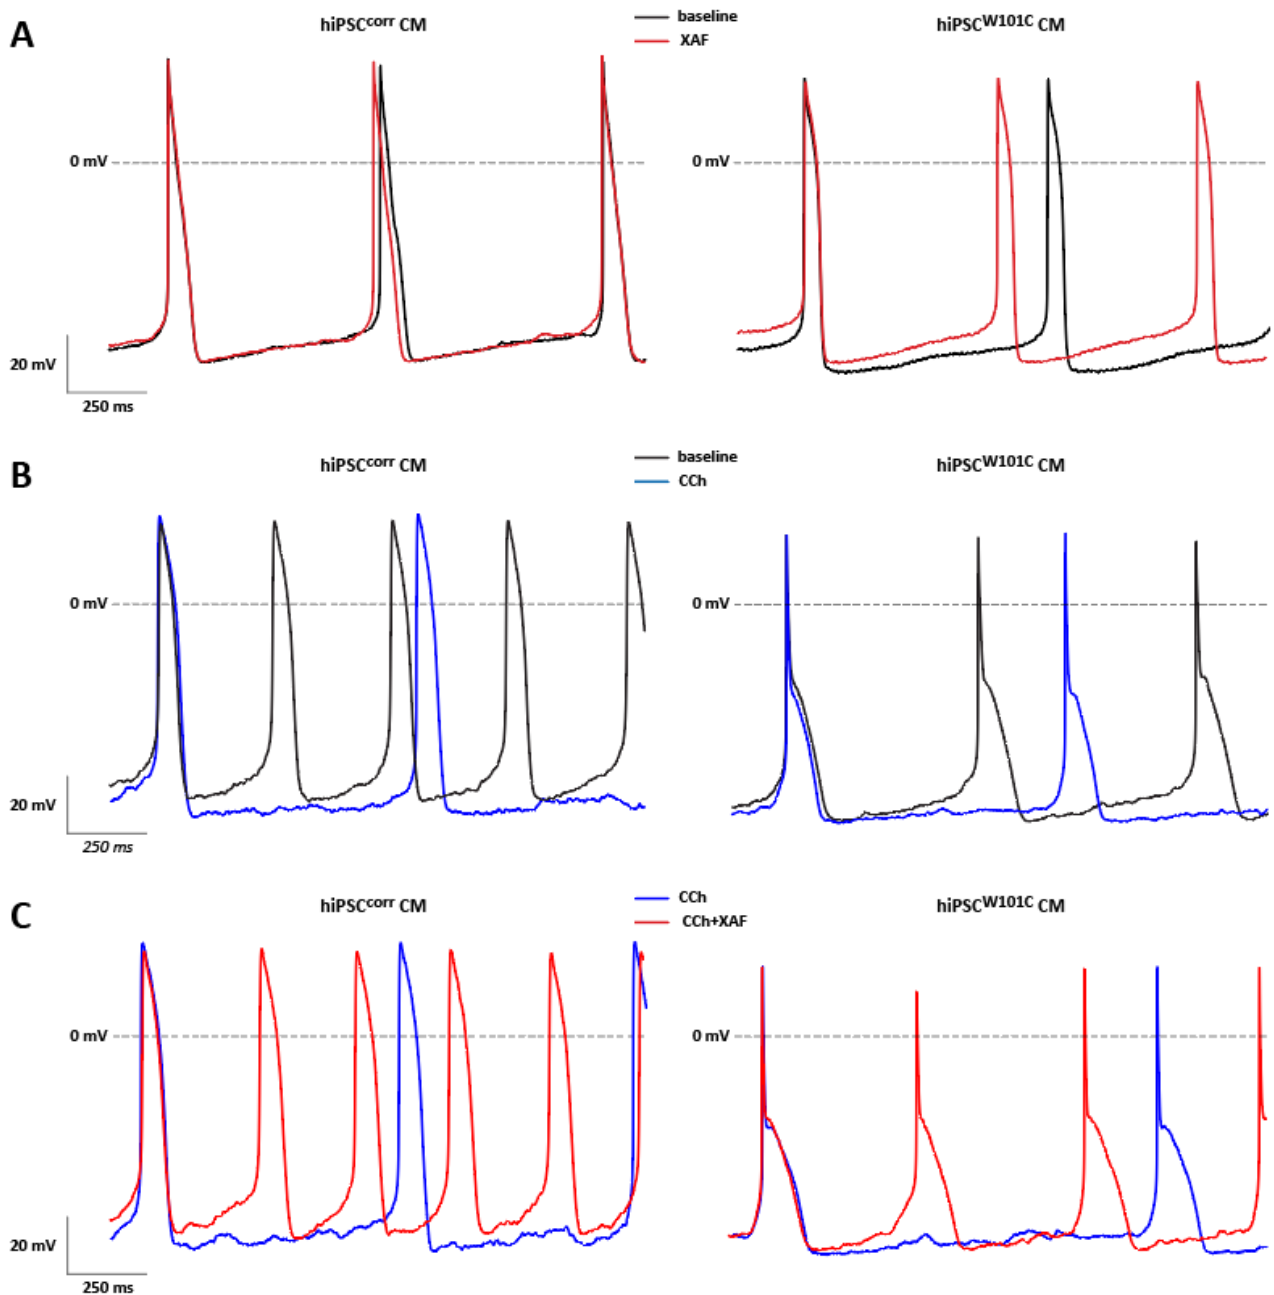 A
hiPSCcorr CM
baseline
XAF
hiPSCW101C CM
0 mV
0 mV
20 mV
250 ms
B
hiPSCcorr CM
baseline
CCh
hiPSCW101C CM
0 mV
0 mV
20 mV
250 ms
C
hiPSCcorr CM
CCh
CCh+XAF
hiPSCW101C CM
0 mV
0 mV
20 mV
250 ms